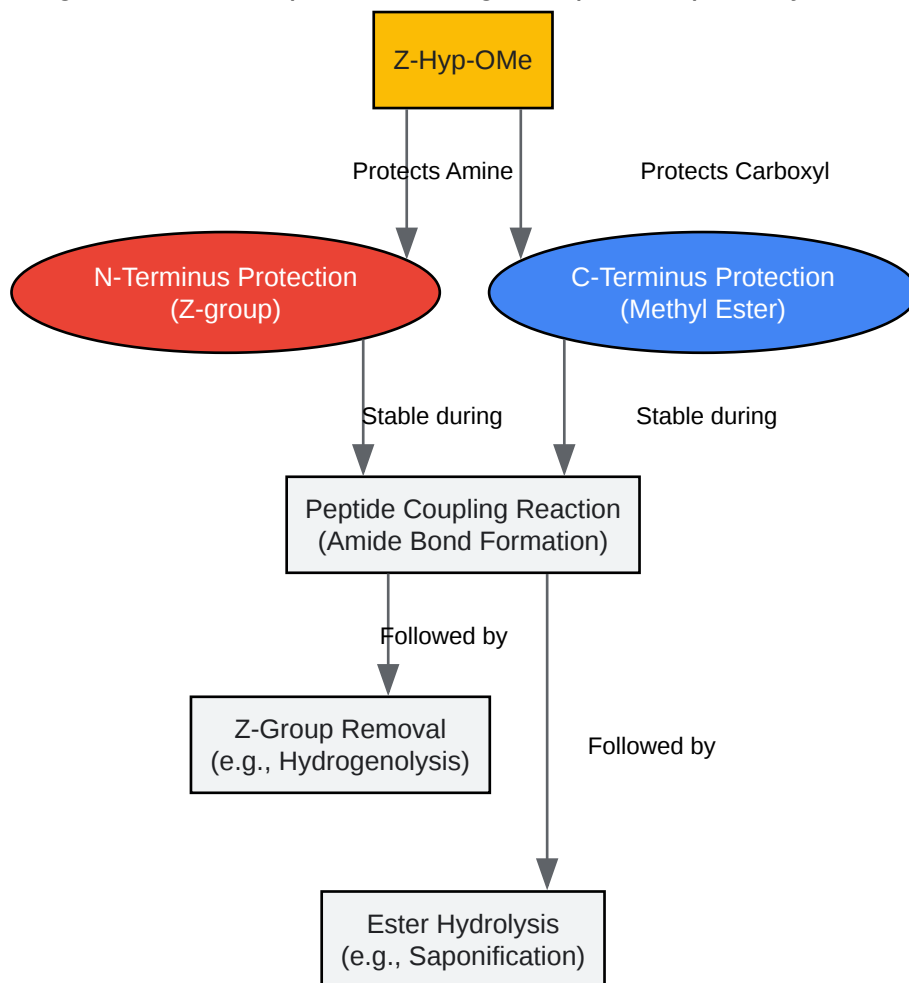 Z-Hyp-OMe
Protects Amine
Protects Carboxyl
N-Terminus Protection
(Z-group)
C-Terminus Protection
(Methyl Ester)
Stable during
Stable during
Peptide Coupling Reaction
(Amide Bond Formation)
Followed by
Z-Group Removal
(e.g., Hydrogenolysis)
Followed by
Ester Hydrolysis
(e.g., Saponification)